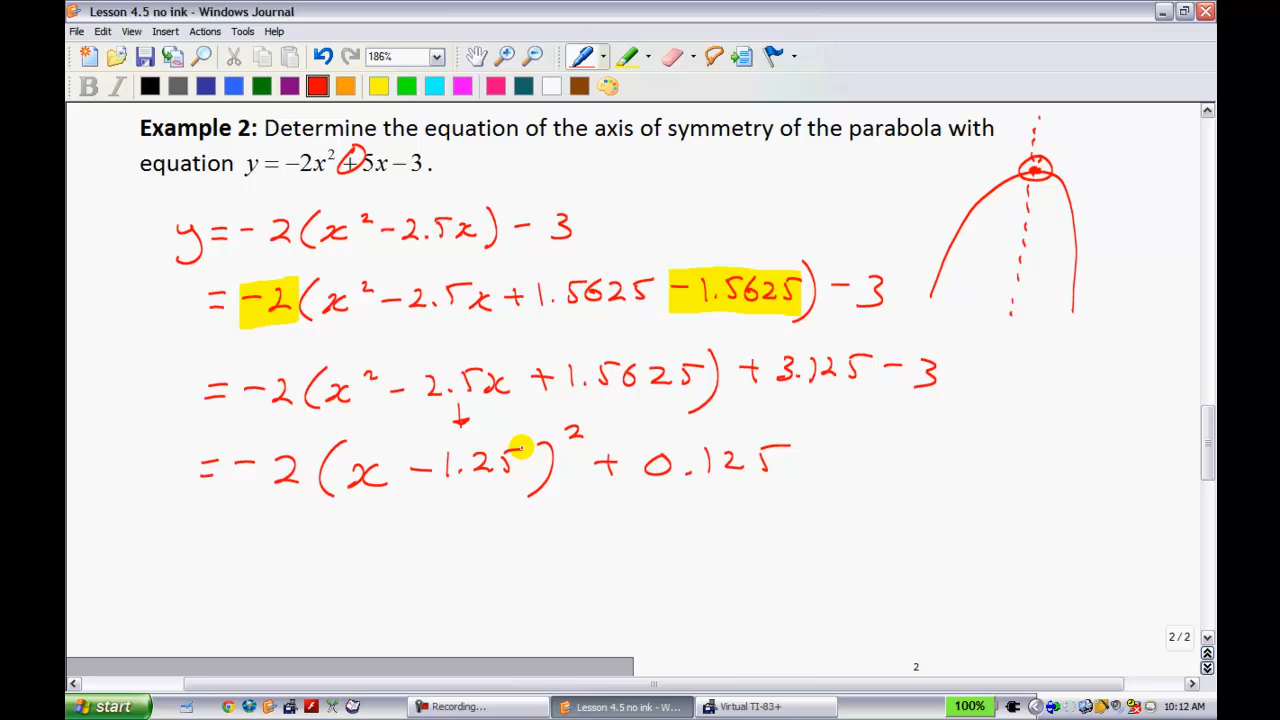 Lesson 4.5 no ink - Windows Journal
File Edit View Insert Actions Tools Help
186%
B I
Example 2: Determine the equation of the axis of symmetry of the parabola with
equation y = −2x² + 5x − 3.
y = -2(x² - 2.5x) - 3
= -2(x² - 2.5x + 1.5625 - 1.5625) - 3
= -2(x² - 2.5x + 1.5625) + 3.125 - 3
= -2(x - 1.25)² + 0.125
2/2
2
start
Recording...
Lesson 4.5 no ink - W...
Virtual TI-83+
100%
10:12 AM